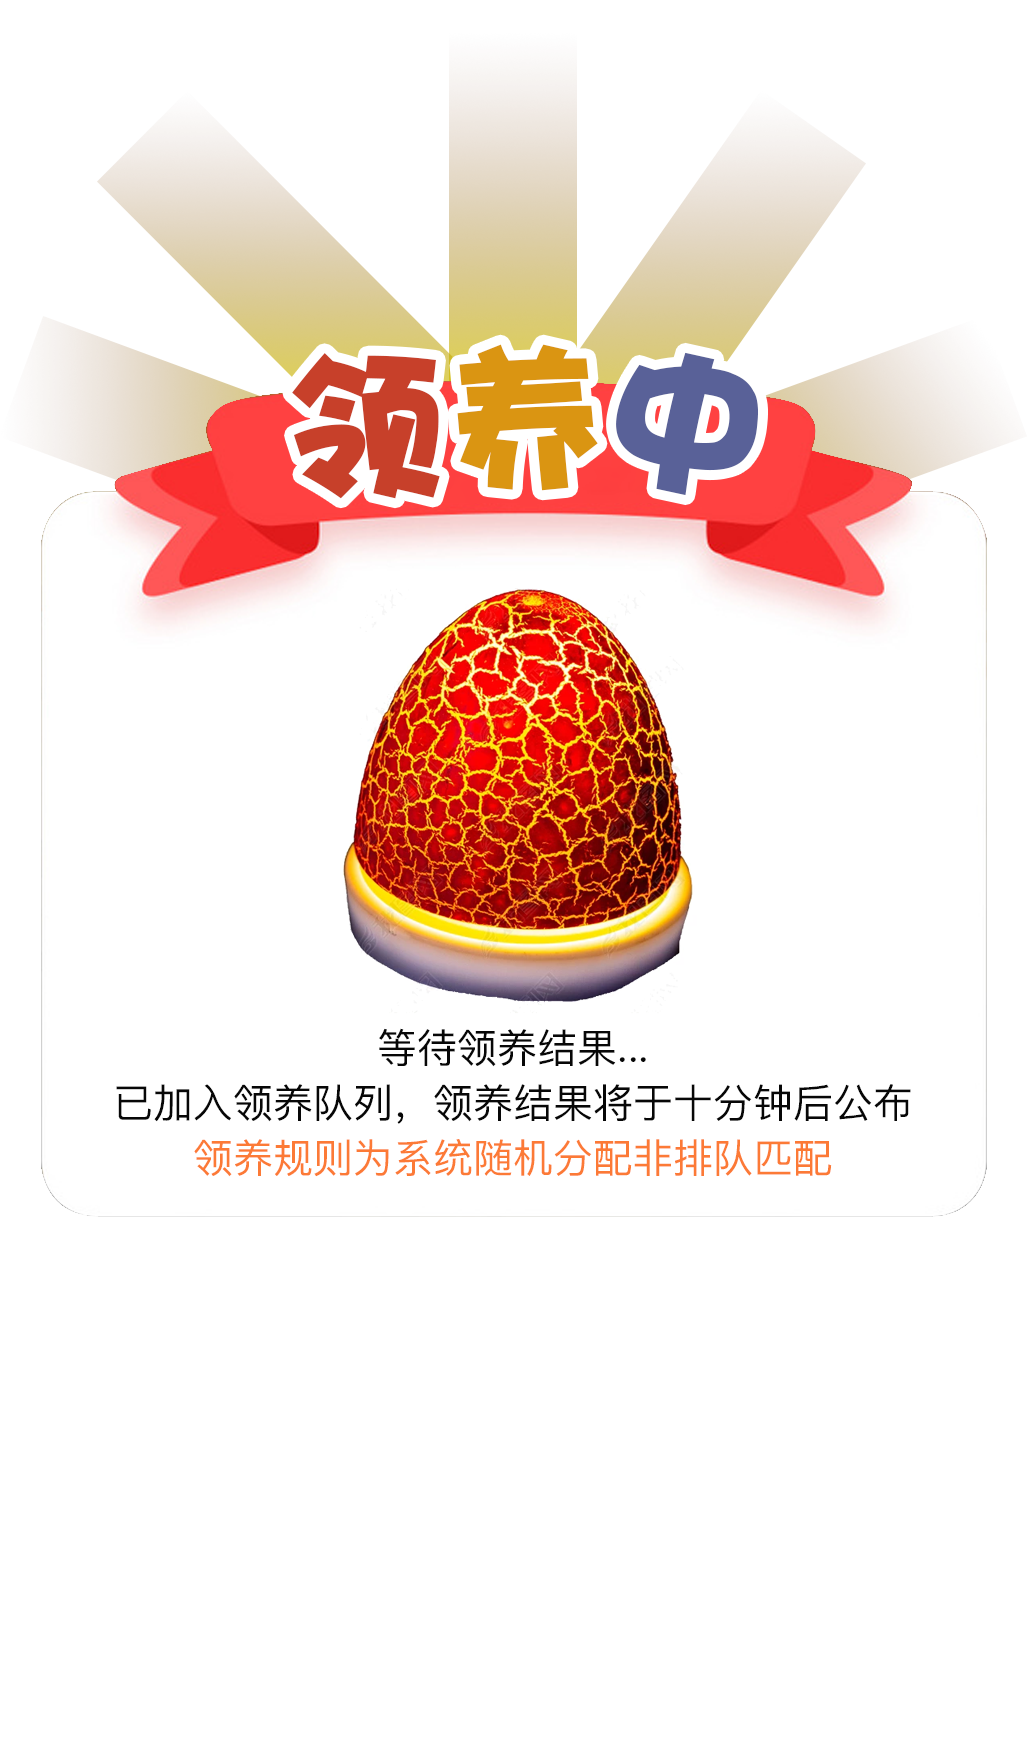 领养中
等待领养结果...
已加入领养队列，领养结果将于十分钟后公布
领养规则为系统随机分配非排队匹配